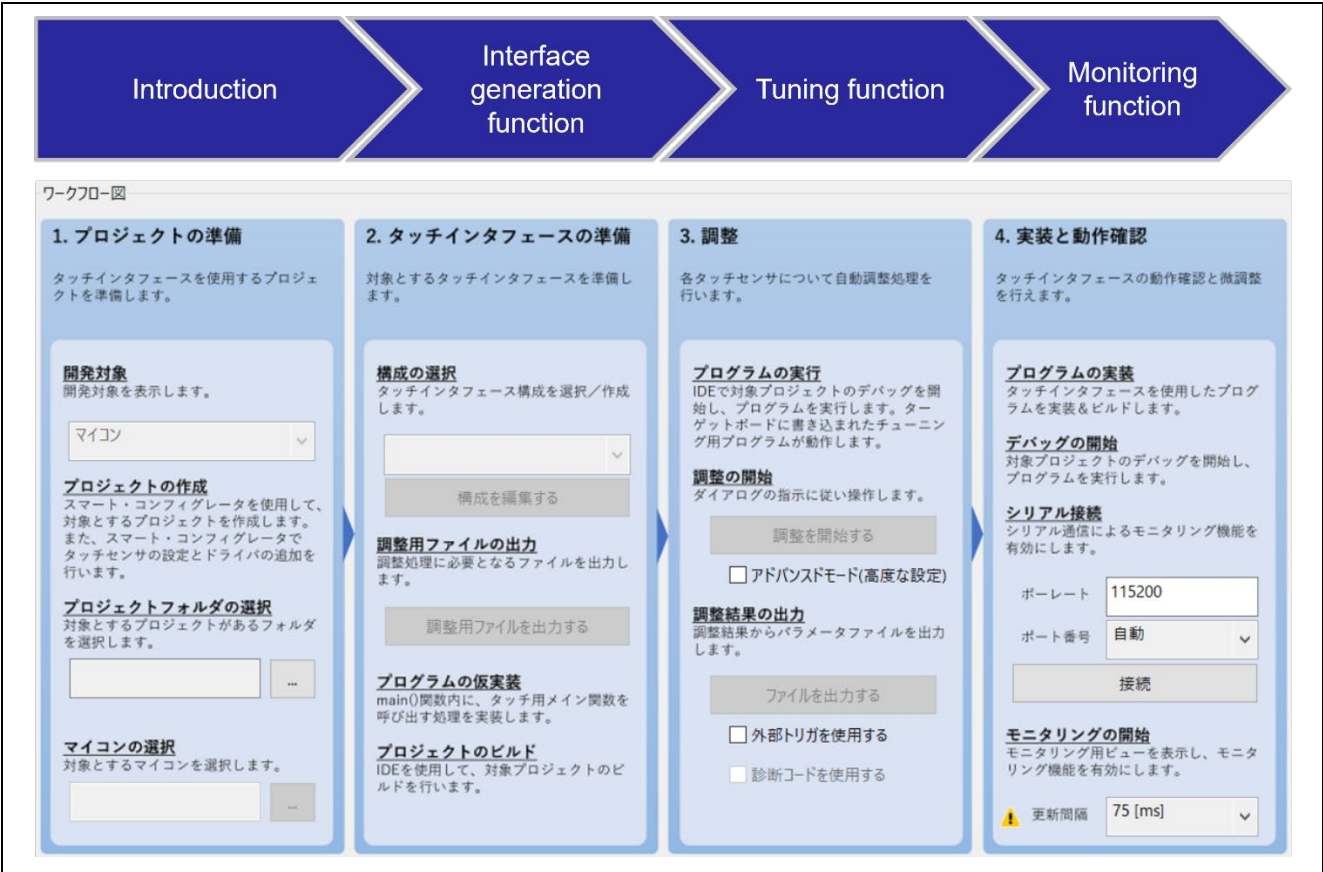 Introduction
Interface
generation
function
Tuning function
Monitoring
function
ワークフロー図
1. プロジェクトの準備
タッチインタフェースを使用するプロジェ
クトを準備します。
開発対象
開発対象を表示します。
マイコン
プロジェクトの作成
スマート・コンフィグレータを使用して、
対象とするプロジェクトを作成します。
また、スマート・コンフィグレータで
タッチセンサの設定とドライバの追加を
行います。
プロジェクトフォルダの選択
対象とするプロジェクトがあるフォルダ
を選択します。
...
マイコンの選択
対象とするマイコンを選択します。
...
2. タッチインタフェースの準備
対象とするタッチインタフェースを準備し
ます。
構成の選択
タッチインタフェース構成を選択／作成
します。
構成を編集する
調整用ファイルの出力
調整処理に必要となるファイルを出力し
ます。
調整用ファイルを出力する
プログラムの仮実装
main()関数内に、タッチ用メイン関数を
呼び出す処理を実装します。
プロジェクトのビルド
IDEを使用して、対象プロジェクトのビ
ルドを行います。
3. 調整
各タッチセンサについて自動調整処理を
行います。
プログラムの実行
IDEで対象プロジェクトのデバッグを開
始し、プログラムを実行します。ター
ゲットボードに書き込まれたチューニン
グ用プログラムが動作します。
調整の開始
ダイアログの指示に従い操作します。
調整を開始する
アドバンスドモード(高度な設定)
調整結果の出力
調整結果からパラメータファイルを出力
します。
ファイルを出力する
外部トリガを使用する
診断コードを使用する
4. 実装と動作確認
タッチインタフェースの動作確認と微調整
を行えます。
プログラムの実装
タッチインタフェースを使用したプログ
ラムを実装&ビルドします。
デバッグの開始
対象プロジェクトのデバッグを開始し、
プログラムを実行します。
シリアル接続
シリアル通信によるモニタリング機能を
有効にします。
ボーレート 115200
ポート番号 自動
接続
モニタリングの開始
モニタリング用ビューを表示し、モニタ
リング機能を有効にします。
更新間隔 75 [ms]